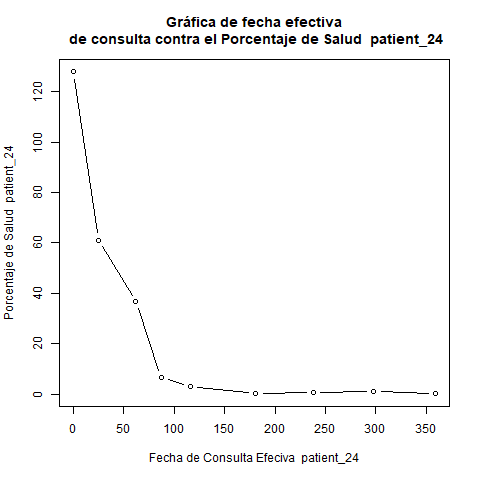 Gráfica de fecha efectiva
de consulta contra el Porcentaje de Salud patient_24
Porcentaje de Salud patient_24
120
100
80
60
40
20
0
0 50 100 150 200 250 300 350
Fecha de Consulta Efeciva patient_24